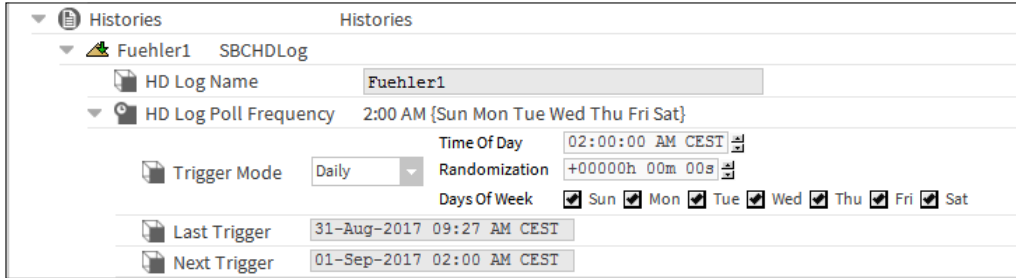 Histories Histories
Fuehler1 SBCHDLog
HD Log Name Fuehler1
HD Log Poll Frequency 2:00 AM {Sun Mon Tue Wed Thu Fri Sat}
Trigger Mode Daily
Time Of Day 02:00:00 AM CEST
Randomization +00000h 00m 00s
Days Of Week Sun Mon Tue Wed Thu Fri Sat
Last Trigger 31-Aug-2017 09:27 AM CEST
Next Trigger 01-Sep-2017 02:00 AM CEST